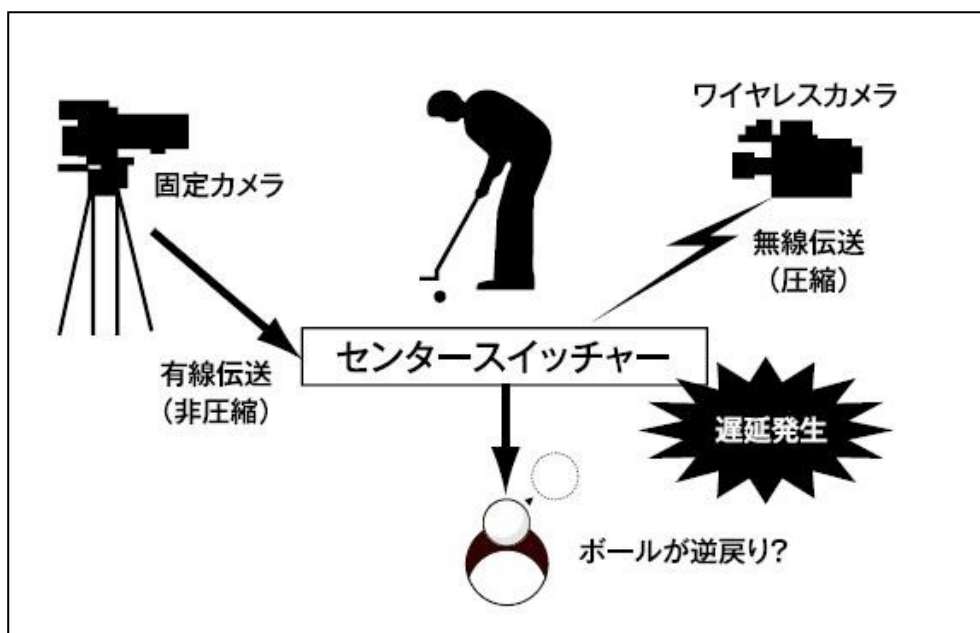 ワイヤレスカメラ
固定カメラ
無線伝送
（圧縮）
センタースイッチャー
有線伝送
（非圧縮）
遅延発生
ボールが逆戻り?